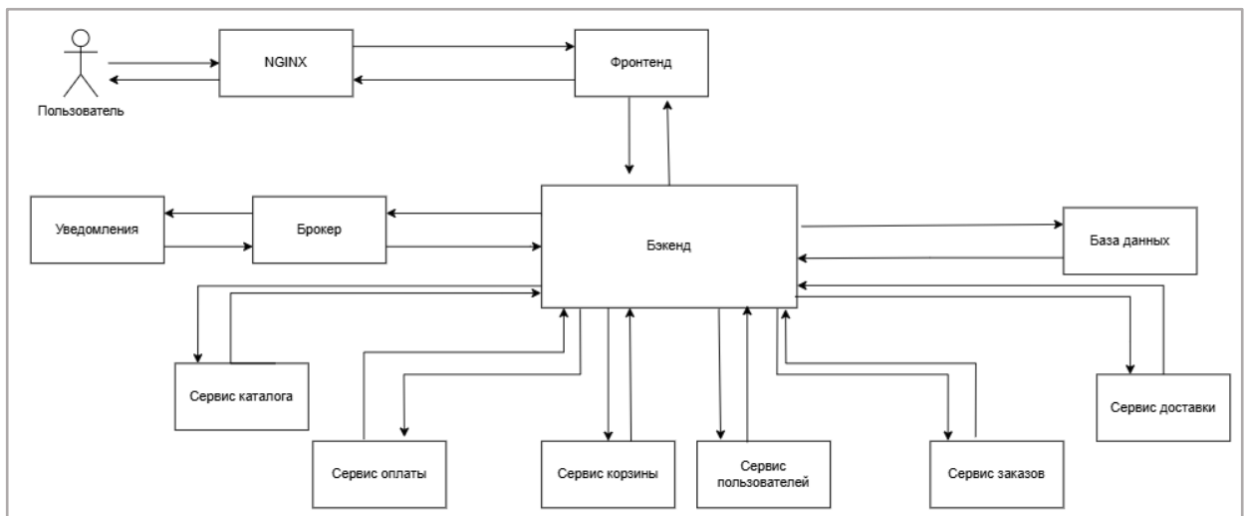 NGINX
Фронтенд
Пользователь
Уведомления
Брокер
Бэкенд
База данных
Сервис каталога
Сервис доставки
Сервис оплаты
Сервис корзины
Сервис
пользователей
Сервис заказов